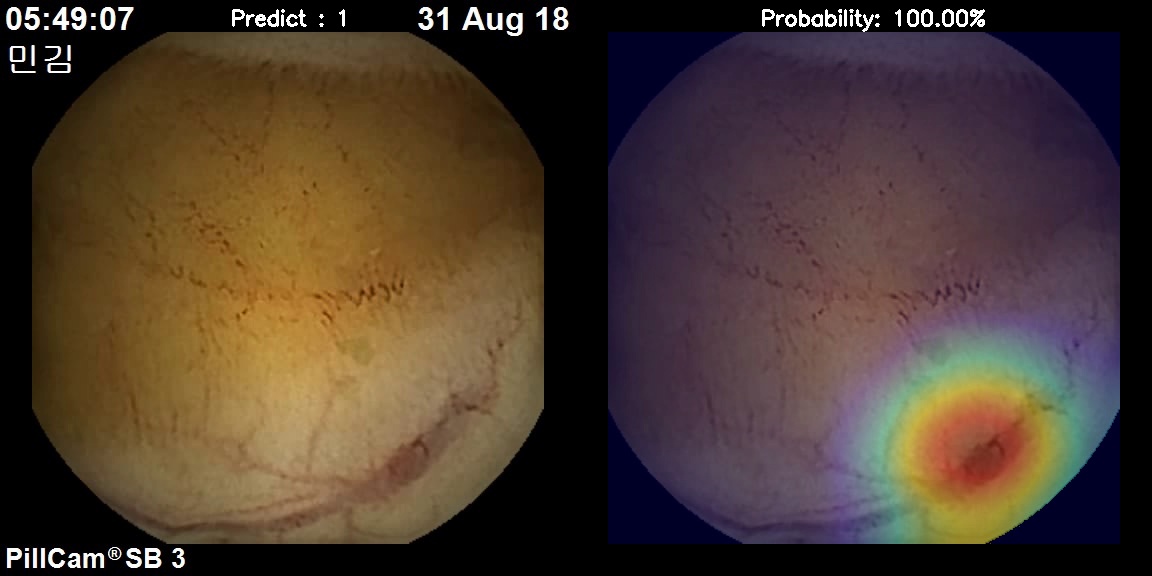 05:49:07 Predict : 1 31 Aug 18 Probability: 100.00%
민김
PillCam® SB 3